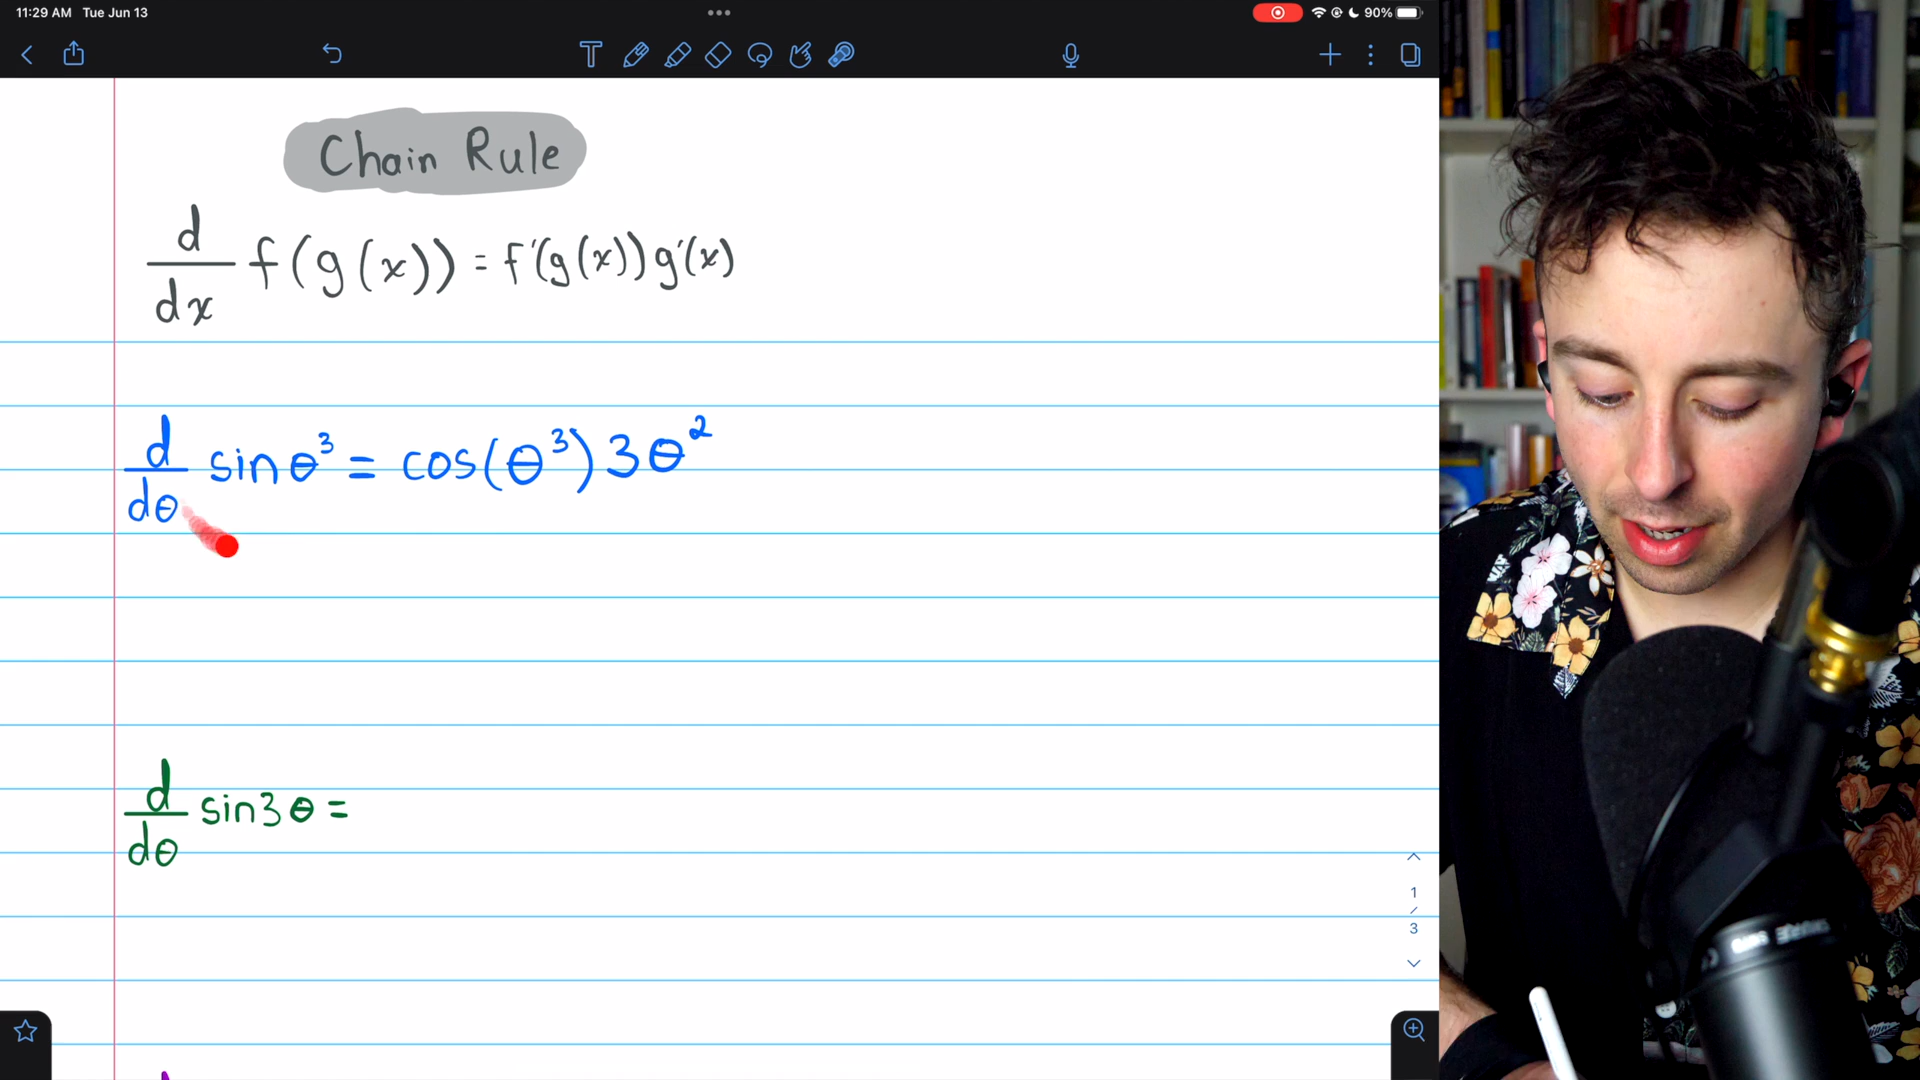 11:29 AM Tue Jun 13
90%
Chain Rule
d/dx f(g(x)) = f'(g(x))g'(x)
d/dθ sinθ³ = cos(θ³)3θ²
d/dθ sin3θ =
1
/
3